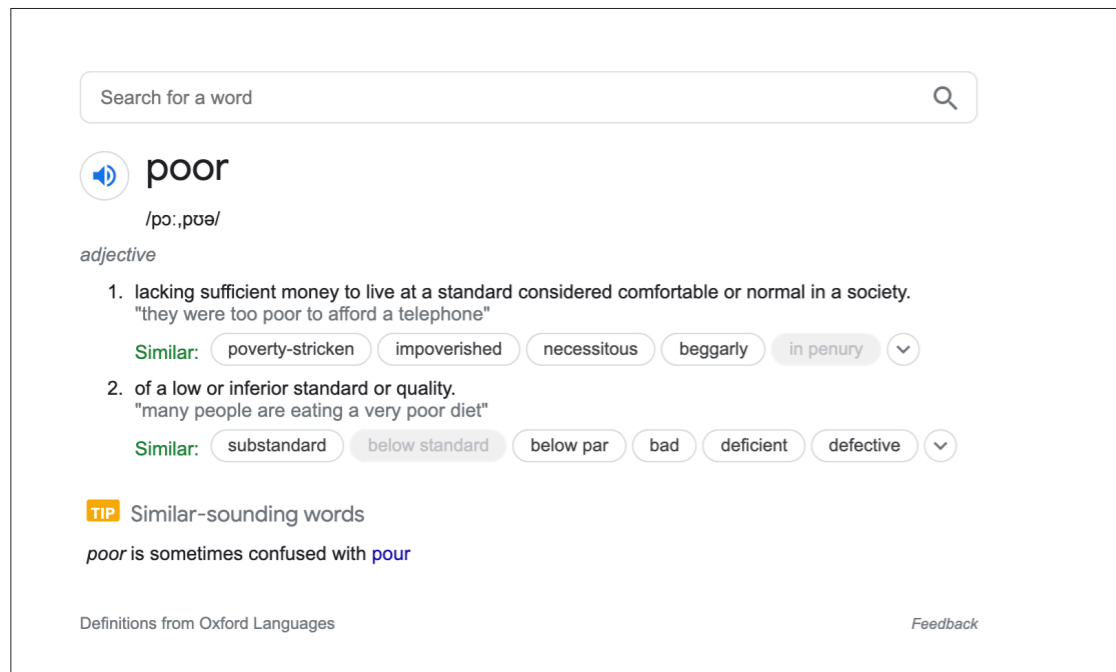 Search for a word
poor
/pɔː,pʊə/
adjective
1. lacking sufficient money to live at a standard considered comfortable or normal in a society.
"they were too poor to afford a telephone"
Similar: poverty-stricken impoverished necessitous beggarly in penury
2. of a low or inferior standard or quality.
"many people are eating a very poor diet"
Similar: substandard below standard below par bad deficient defective
TIP Similar-sounding words
poor is sometimes confused with pour
Definitions from Oxford Languages Feedback